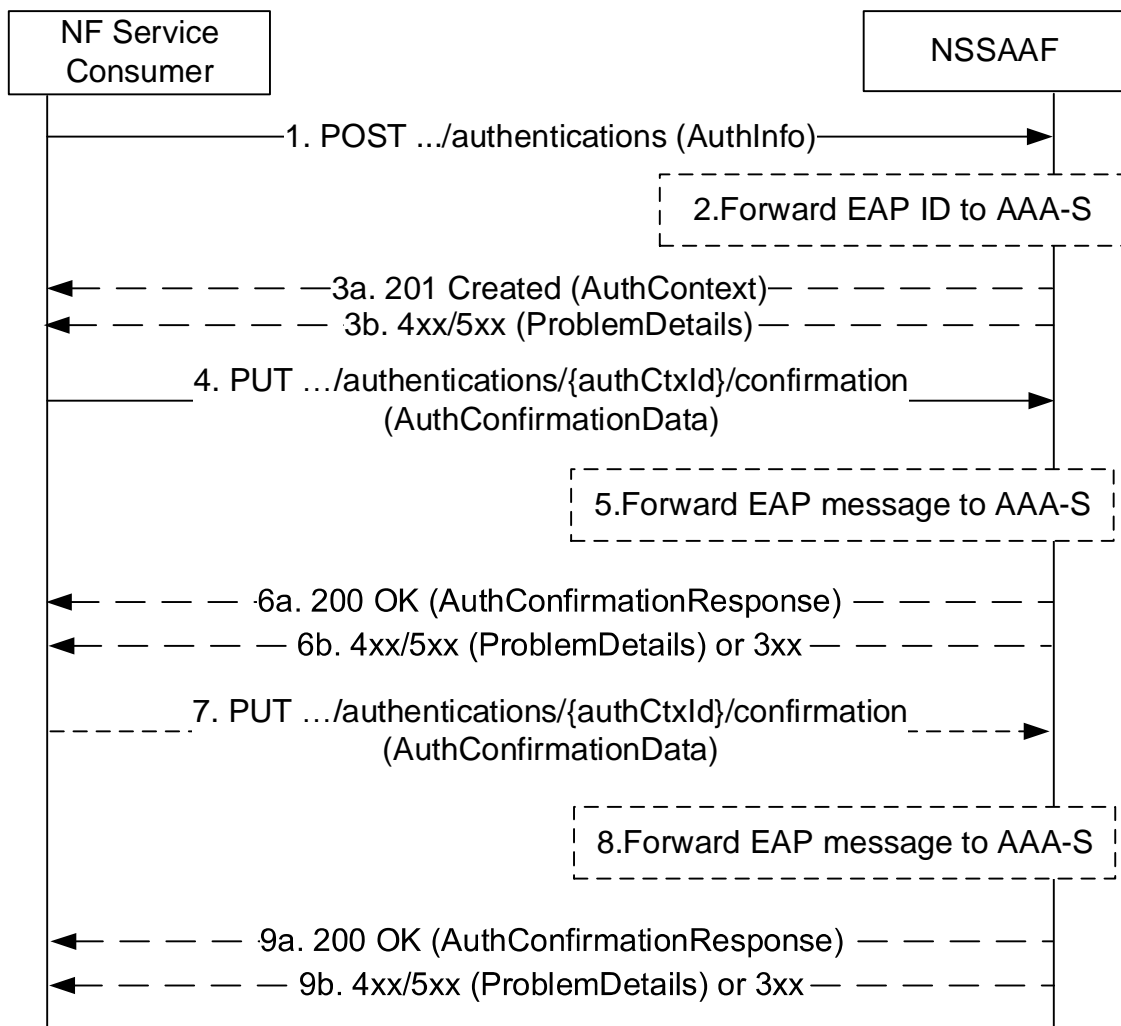 NF Service
Consumer
NSSAAF
1. POST .../authentications (AuthInfo)
2.Forward EAP ID to AAA-S
3a. 201 Created (AuthContext)
3b. 4xx/5xx (ProblemDetails)
4. PUT …/authentications/{authCtxId}/confirmation
(AuthConfirmationData)
5.Forward EAP message to AAA-S
6a. 200 OK (AuthConfirmationResponse)
6b. 4xx/5xx (ProblemDetails) or 3xx
7. PUT …/authentications/{authCtxId}/confirmation
(AuthConfirmationData)
8.Forward EAP message to AAA-S
9a. 200 OK (AuthConfirmationResponse)
9b. 4xx/5xx (ProblemDetails) or 3xx